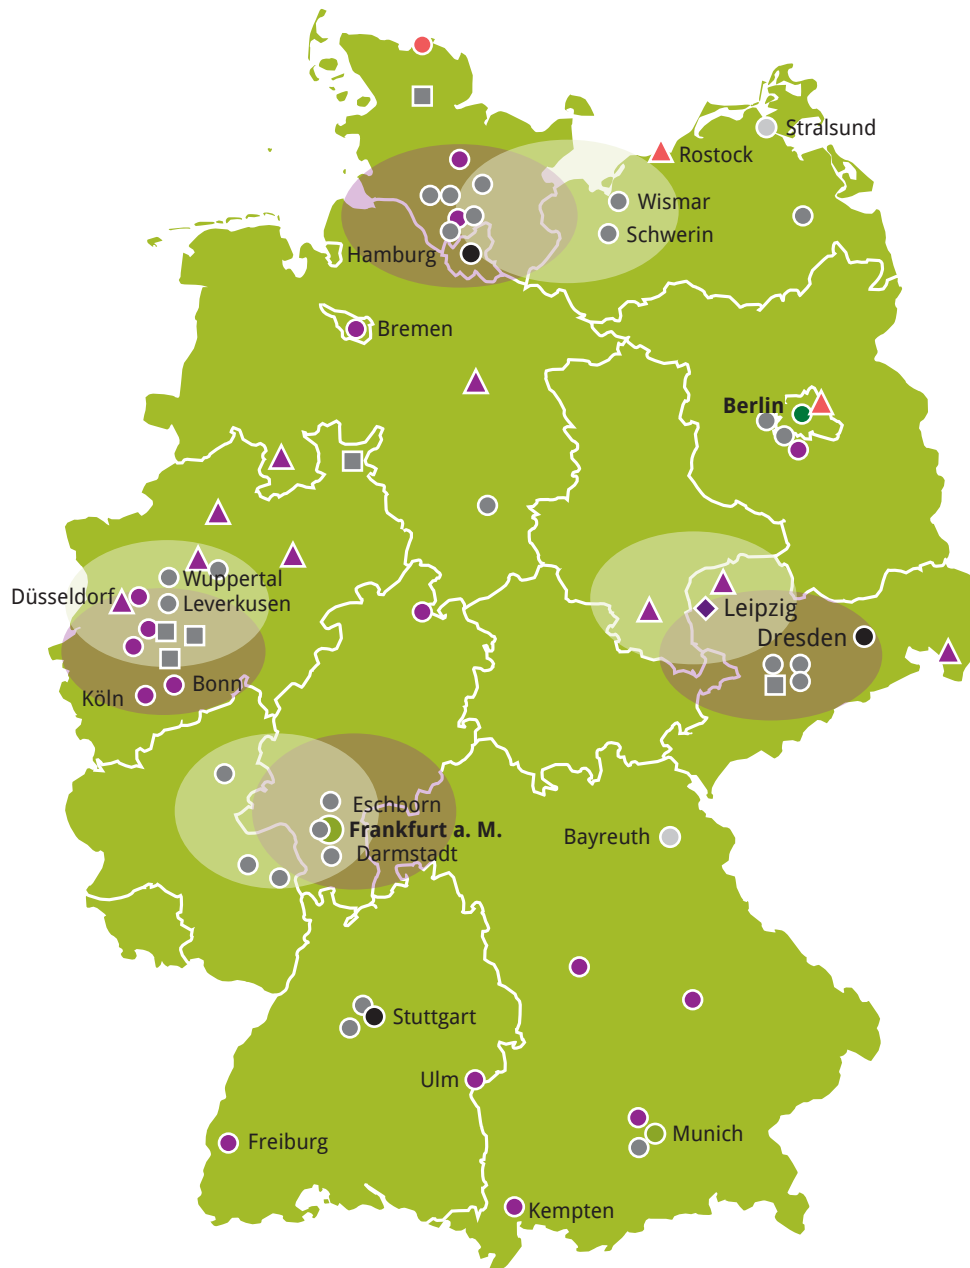 Stralsund
Rostock
Wismar
Schwerin
Hamburg
Bremen
Berlin
Wuppertal
Düsseldorf
Leverkusen
Leipzig
Dresden
Bonn
Köln
Eschborn
Frankfurt a. M.
Bayreuth
Darmstadt
Stuttgart
Ulm
Munich
Freiburg
Kempten